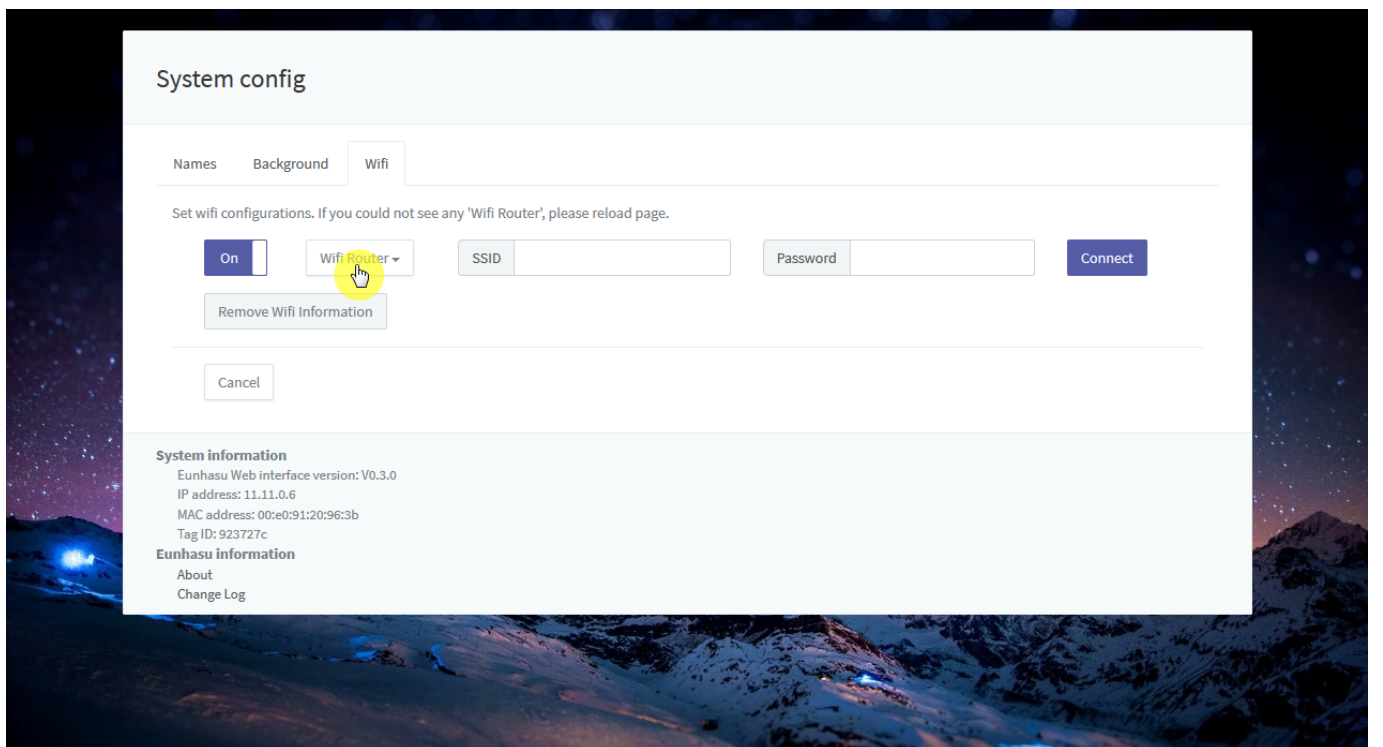 System config
Names Background Wifi
Set wifi configurations. If you could not see any 'Wifi Router', please reload page.
On Wifi Router SSID Password Connect
Remove Wifi Information
Cancel
System information
Eunhasu Web interface version: V0.3.0
IP address: 11.11.0.6
MAC address: 00:e0:91:20:96:3b
Tag ID: 923727c
Eunhasu information
About
Change Log